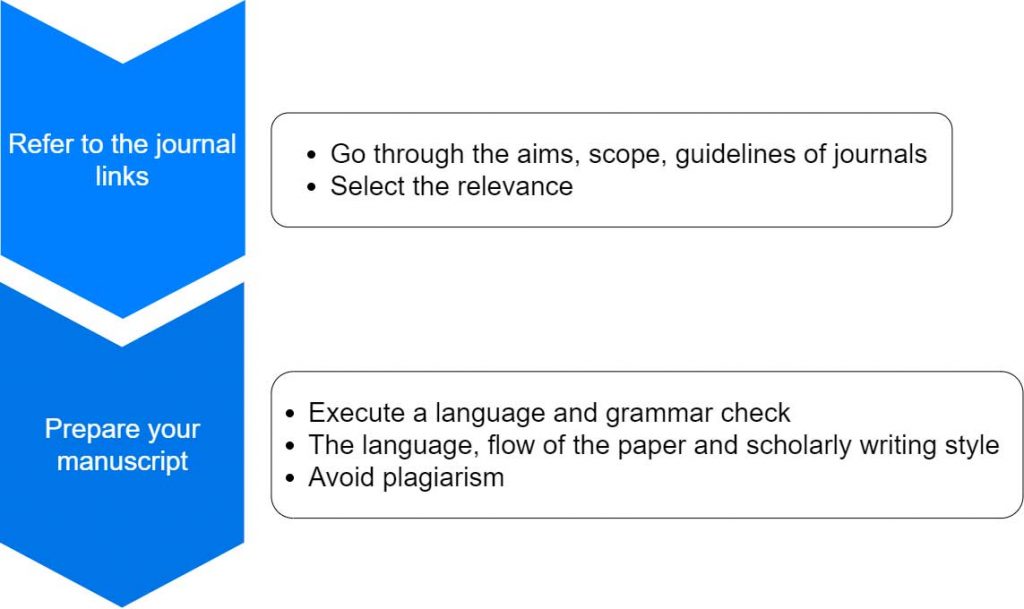 Refer to the journal
links
• Go through the aims, scope, guidelines of journals
• Select the relevance
Prepare your
manuscript
• Execute a language and grammar check
• The language, flow of the paper and scholarly writing style
• Avoid plagiarism